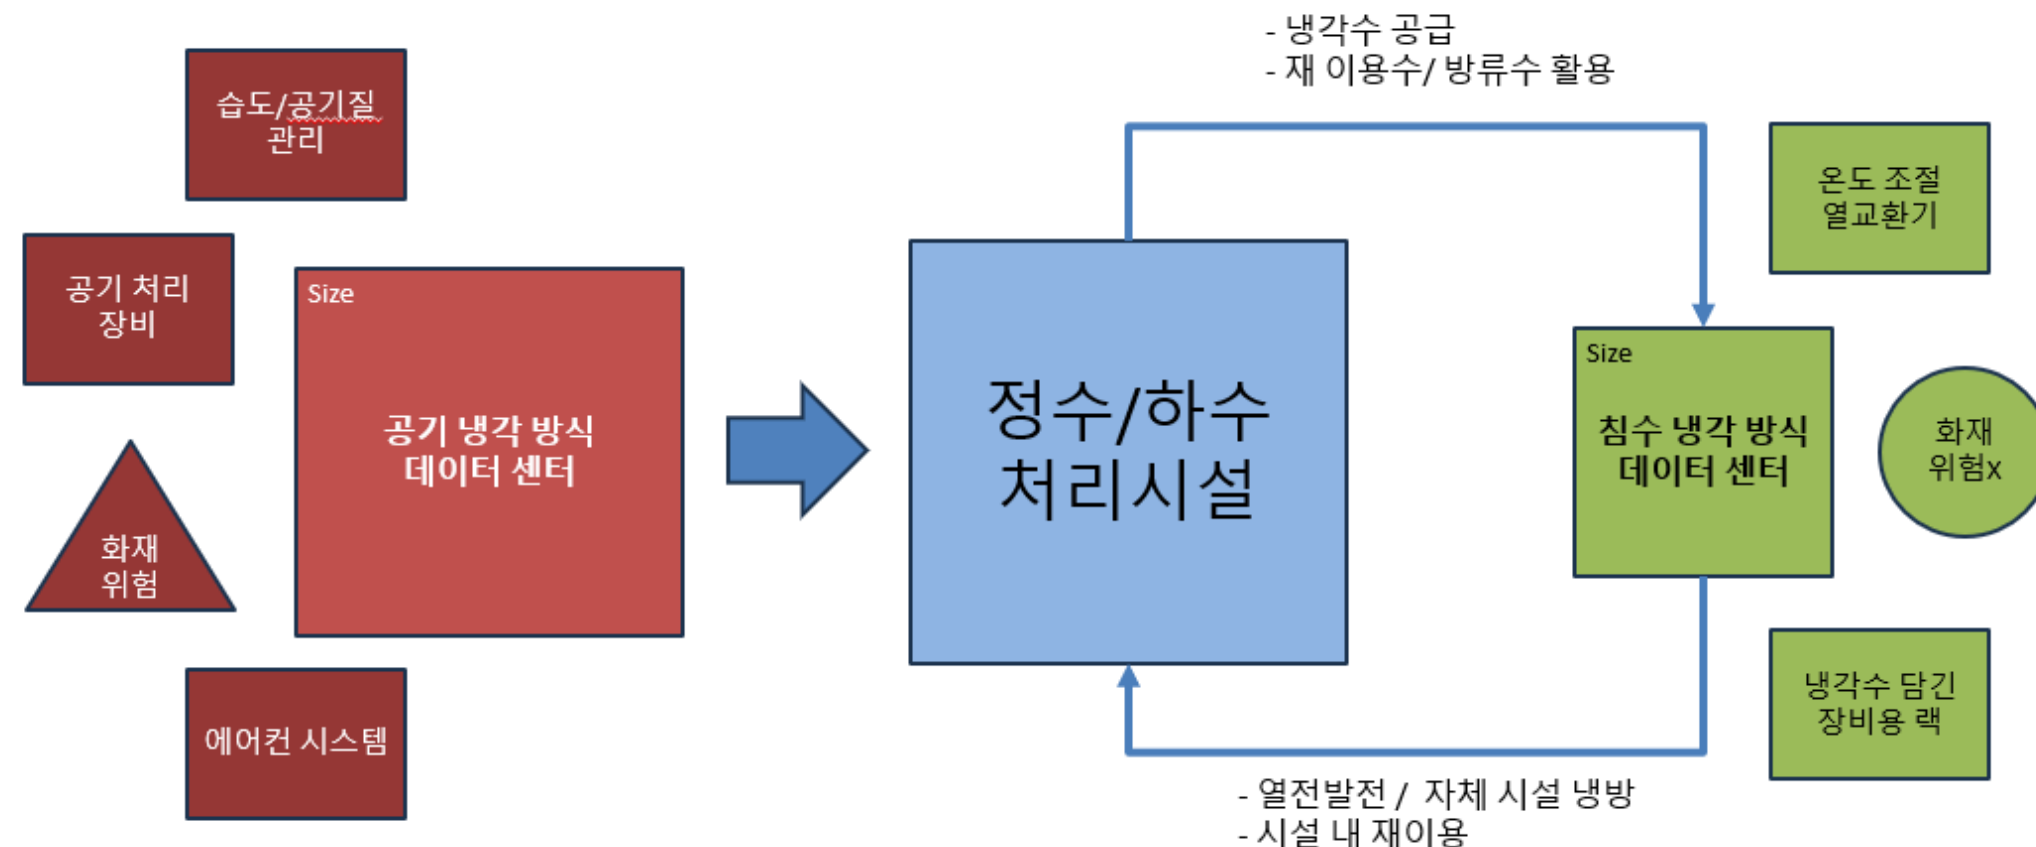 습도/공기질
관리
공기 처리
장비
화재
위험
에어컨 시스템
Size
공기 냉각 방식
데이터 센터
정수/하수
처리시설
- 냉각수 공급
- 재 이용수/ 방류수 활용
Size
침수 냉각 방식
데이터 센터
온도 조절
열교환기
화재
위험x
냉각수 담긴
장비용 랙
- 열전발전 / 자체 시설 냉방
- 시설 내 재이용